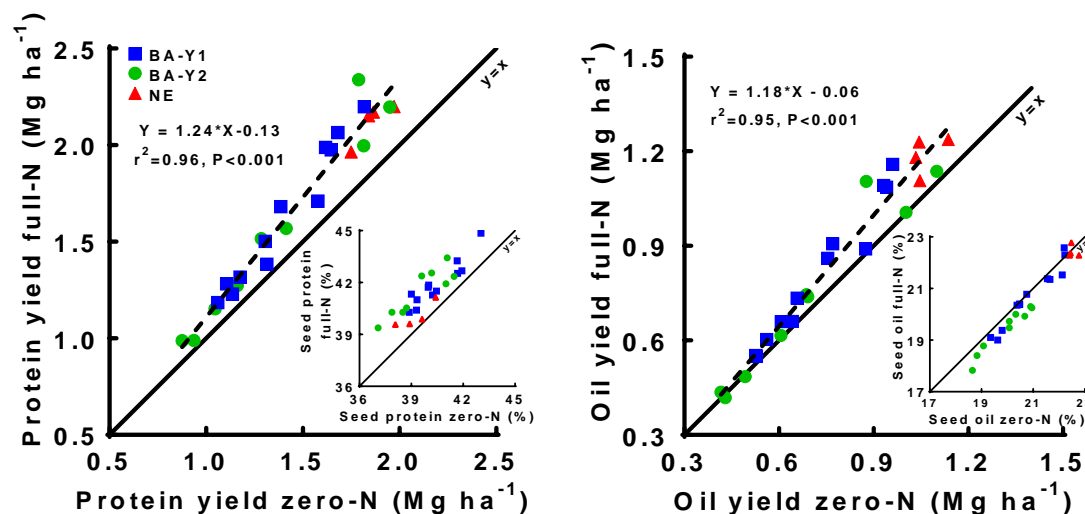 Protein yield full-N (Mg ha⁻¹)
2.5
2.0
1.5
1.0
0.5
BA-Y1
BA-Y2
NE
Y = 1.24*X-0.13
r²=0.96, P<0.001
y=x
Seed protein
full-N (%)
45
42
39
36
y=x
36 39 42 45
Seed protein zero-N (%)
0.5 1.0 1.5 2.0 2.5
Protein yield zero-N (Mg ha⁻¹)
Oil yield full-N (Mg ha⁻¹)
1.5
1.2
0.9
0.6
0.3
Y = 1.18*X - 0.06
r²=0.95, P<0.001
y=x
Seed oil full-N (%)
23
21
19
17
17 19 21
Seed oil zero-N (%)
0.3 0.6 0.9 1.2 1.5
Oil yield zero-N (Mg ha⁻¹)